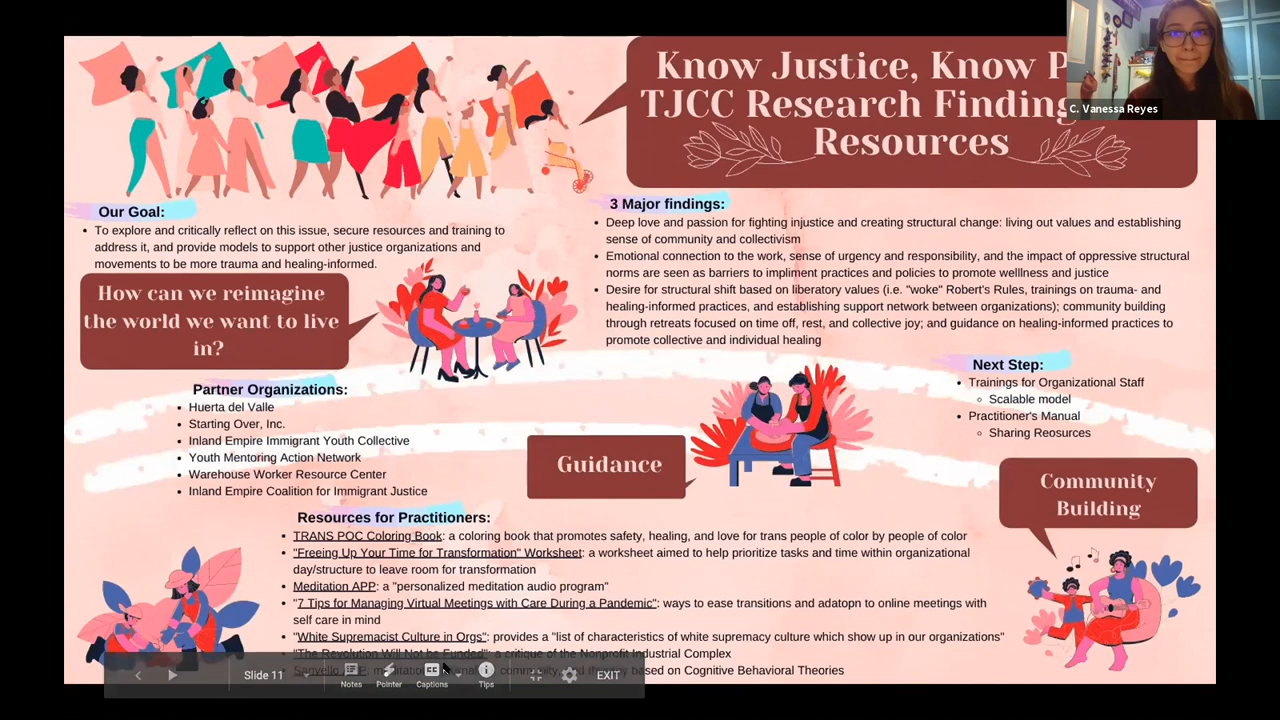 Know Justice, Know P
TJCC Research Finding
Resources
C. Vanessa Reyes
Our Goal:
• To explore and critically reflect on this issue, secure resources and training to
address it, and provide models to support other justice organizations and
movements to be more trauma and healing-informed.
How can we reimagine
the world we want to live
in?
3 Major findings:
• Deep love and passion for fighting injustice and creating structural change: living out values and establishing
sense of community and collectivism
• Emotional connection to the work, sense of urgency and responsibility, and the impact of oppressive structural
norms are seen as barriers to impliment practices and policies to promote welllness and justice
• Desire for structural shift based on liberatory values (i.e. "woke" Robert's Rules, trainings on trauma- and
healing-informed practices, and establishing support network between organizations); community building
through retreats focused on time off, rest, and collective joy; and guidance on healing-informed practices to
promote collective and individual healing
Partner Organizations:
• Huerta del Valle
• Starting Over, Inc.
• Inland Empire Immigrant Youth Collective
• Youth Mentoring Action Network
• Warehouse Worker Resource Center
• Inland Empire Coalition for Immigrant Justice
Next Step:
• Trainings for Organizational Staff
○ Scalable model
• Practitioner's Manual
○ Sharing Reosurces
Guidance
Community
Building
Resources for Practitioners:
• TRANS POC Coloring Book: a coloring book that promotes safety, healing, and love for trans people of color by people of color
• "Freeing Up Your Time for Transformation" Worksheet: a worksheet aimed to help prioritize tasks and time within organizational
day/structure to leave room for transformation
• Meditation APP: a "personalized meditation audio program"
• "7 Tips for Managing Virtual Meetings with Care During a Pandemic": ways to ease transitions and adatopn to online meetings with
self care in mind
• "White Supremacist Culture in Orgs": provides a "list of characteristics of white supremacy culture which show up in our organizations"
"The Revolution Will Not be Funded": a critique of the Nonprofit Industrial Complex
based on Cognitive Behavioral Theories
Slide 11
Notes
Pointer
CC
Captions
Tips
EXIT